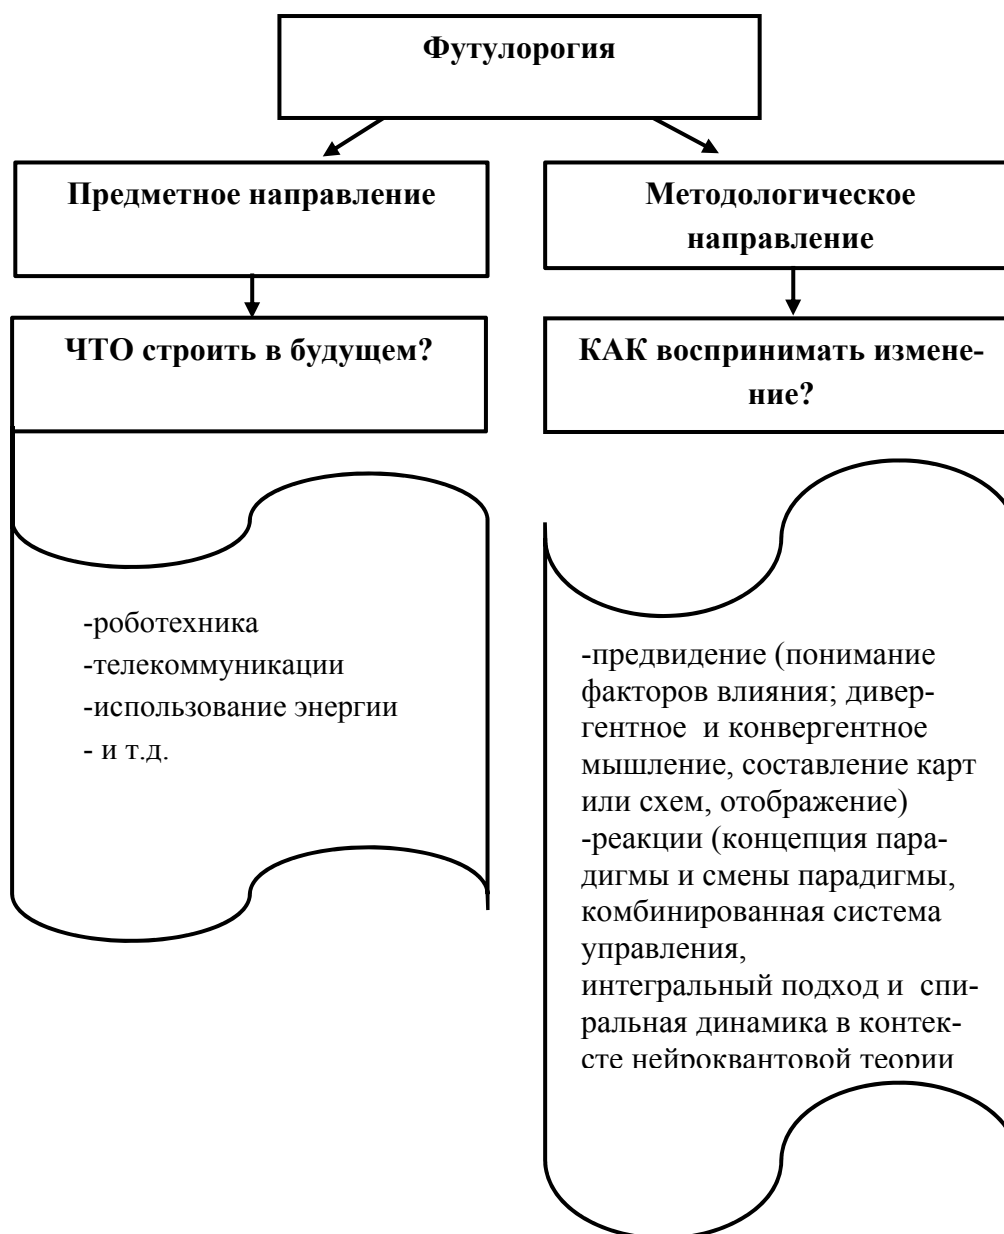 Футулорогия
Предметное направление
Методологическое
направление
ЧТО строить в будущем?
КАК воспринимать измене-
ние?
-роботехника
-телекоммуникации
-использование энергии
- и т.д.
-предвидение (понимание
факторов влияния; дивер-
гентное и конвергентное
мышление, составление карт
или схем, отображение)
-реакции (концепция пара-
дигмы и смены парадигмы,
комбинированная система
управления,
интегральный подход и спи-
ральная динамика в контек-
сте нейроквантовой теории